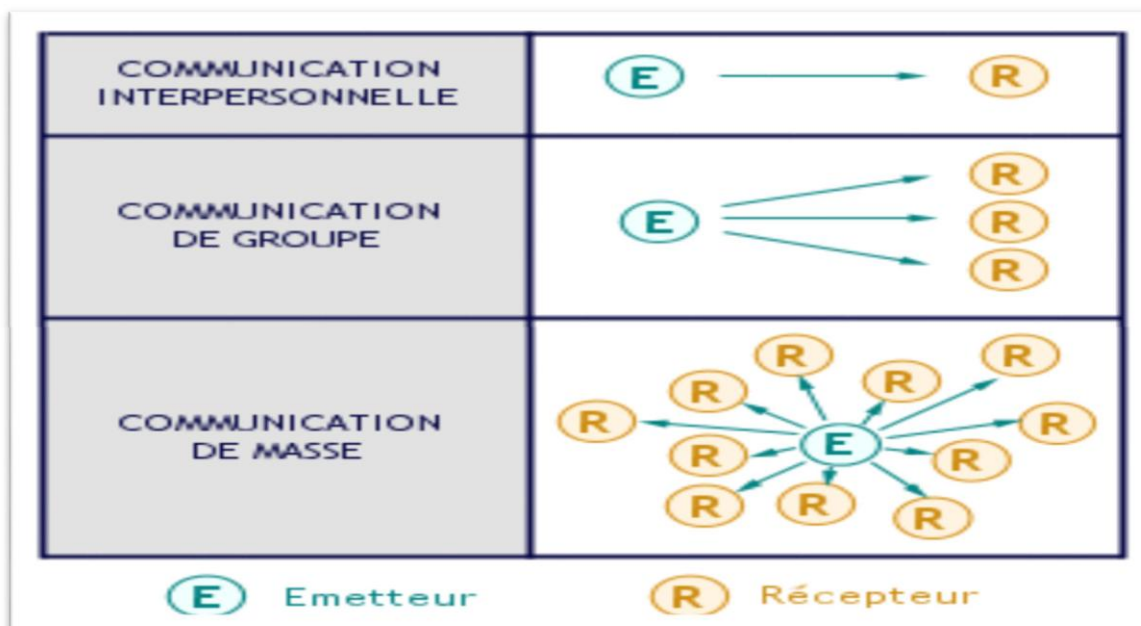 COMMUNICATION
INTERPERSONNELLE
E R
COMMUNICATION
DE GROUPE
E
R
R
R
COMMUNICATION
DE MASSE
R
R
R
R
R
R
E
R
R
R
R
R
R
E Emetteur
R Récepteur